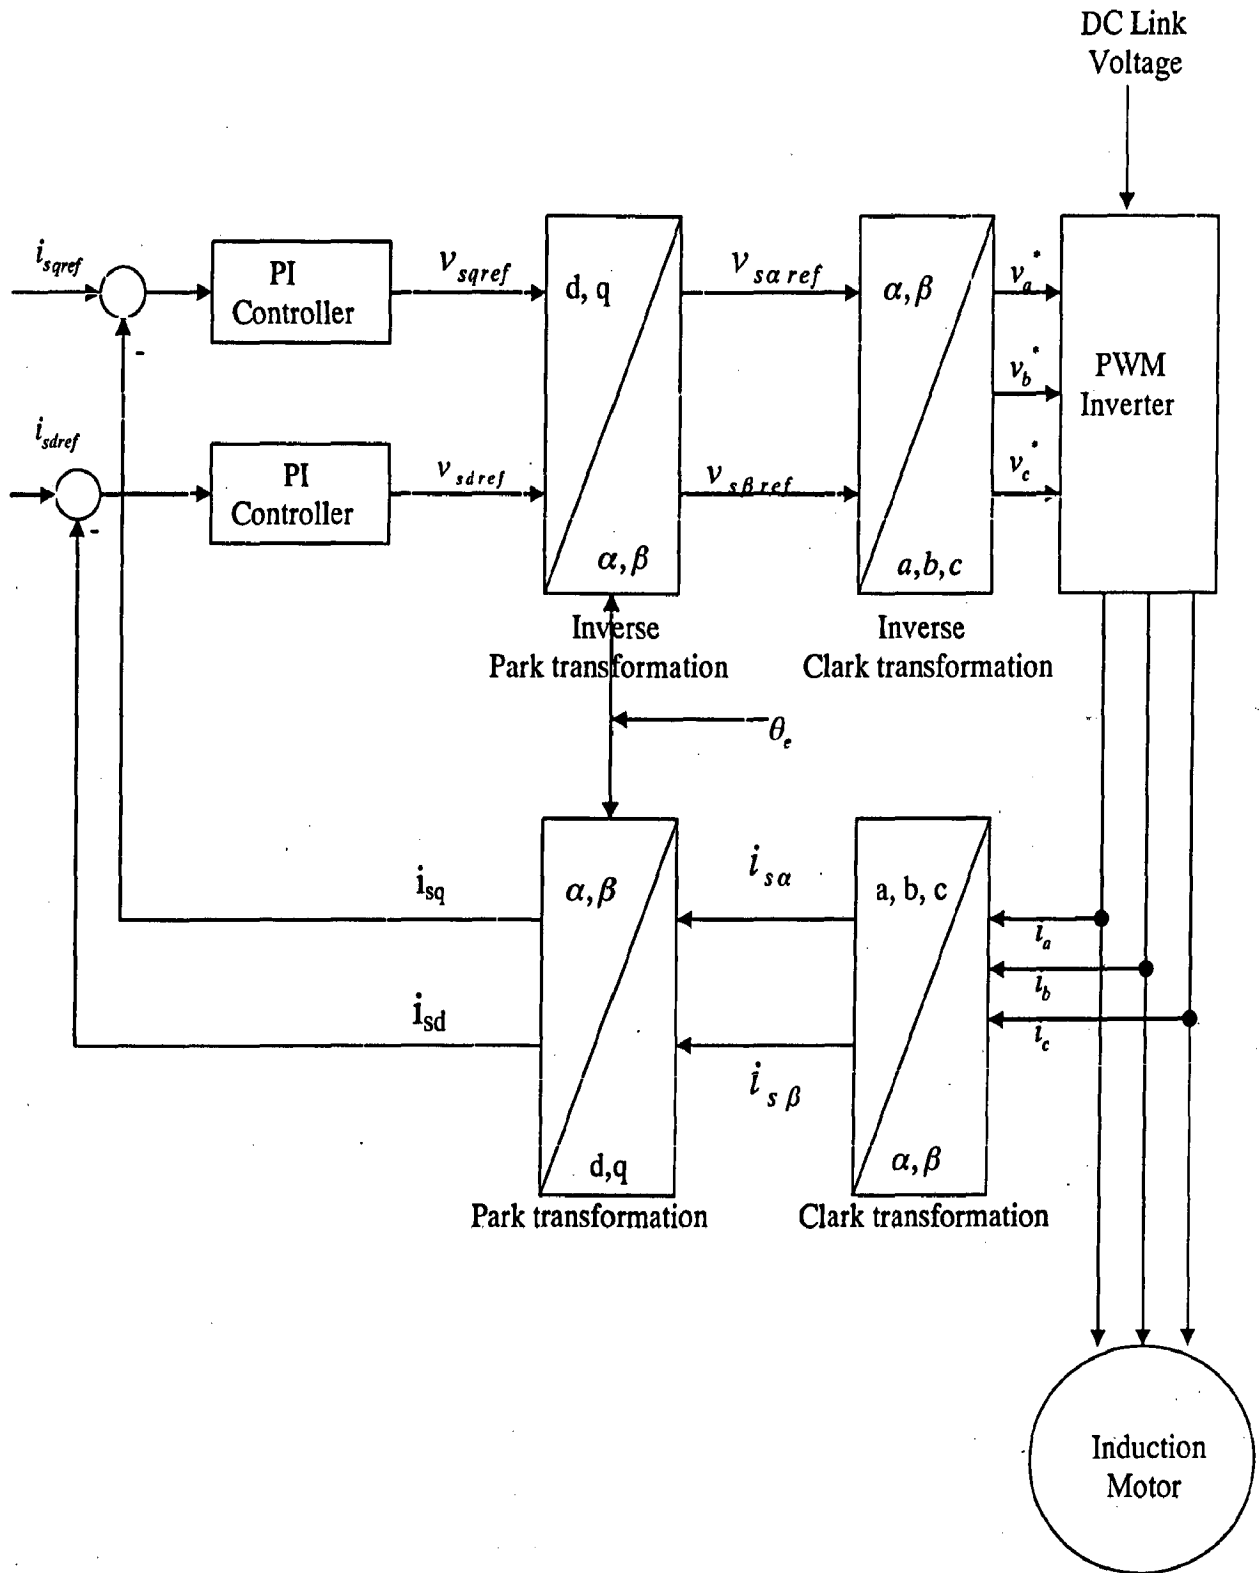 DC Link
Voltage
i_sqref
PI
Controller
v_sqref
d, q
v_sα ref
α, β
v_a*
v_b*
PWM
Inverter
i_sdref
-
PI
Controller
v_sdref
v_sβ ref
v_c*
-
α, β
a, b, c
Inverse
Park transformation
Inverse
Clark transformation
θ_e
i_sq
α, β
i_sα
a, b, c
i_a
i_b
i_sd
i_c
i_s β
d,q
α, β
Park transformation
Clark transformation
Induction
Motor